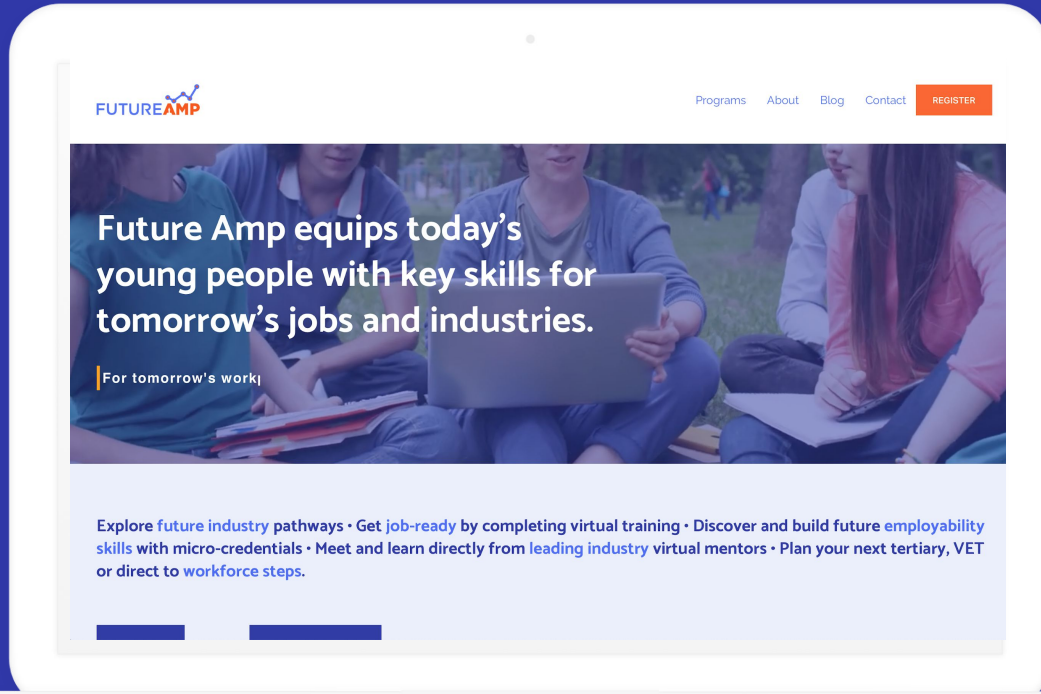 FUTUREAMP
Programs About Blog Contact REGISTER
Future Amp equips today's
young people with key skills for
tomorrow's jobs and industries.
For tomorrow's work
Explore future industry pathways • Get job-ready by completing virtual training • Discover and build future employability
skills with micro-credentials • Meet and learn directly from leading industry virtual mentors • Plan your next tertiary, VET
or direct to workforce steps.